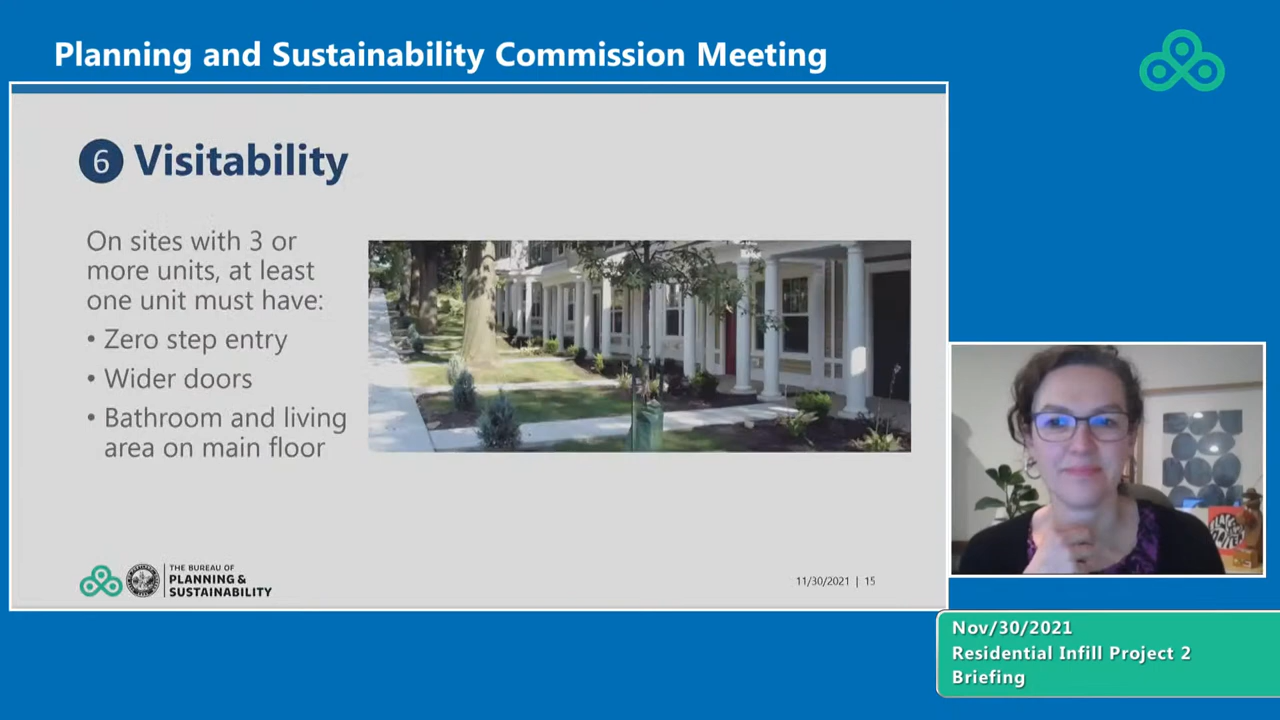 Planning and Sustainability Commission Meeting
6 Visitability
On sites with 3 or
more units, at least
one unit must have:
• Zero step entry
• Wider doors
• Bathroom and living
area on main floor
THE BUREAU OF
PLANNING &
SUSTAINABILITY
11/30/2021 | 15
Nov/30/2021
Residential Infill Project 2
Briefing